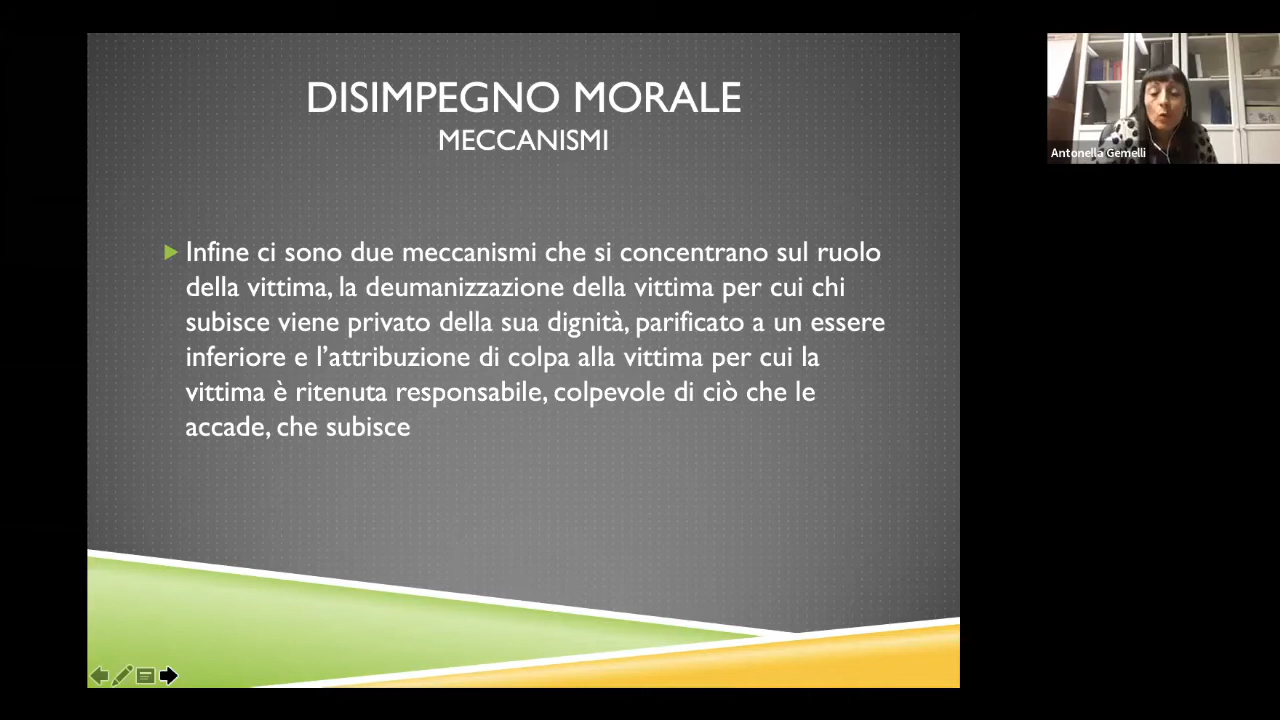 DISIMPEGNO MORALE
MECCANISMI
Infine ci sono due meccanismi che si concentrano sul ruolo
della vittima, la deumanizzazione della vittima per cui chi
subisce viene privato della sua dignità, parificato a un essere
inferiore e l’attribuzione di colpa alla vittima per cui la
vittima è ritenuta responsabile, colpevole di ciò che le
accade, che subisce
Antonella Gemelli